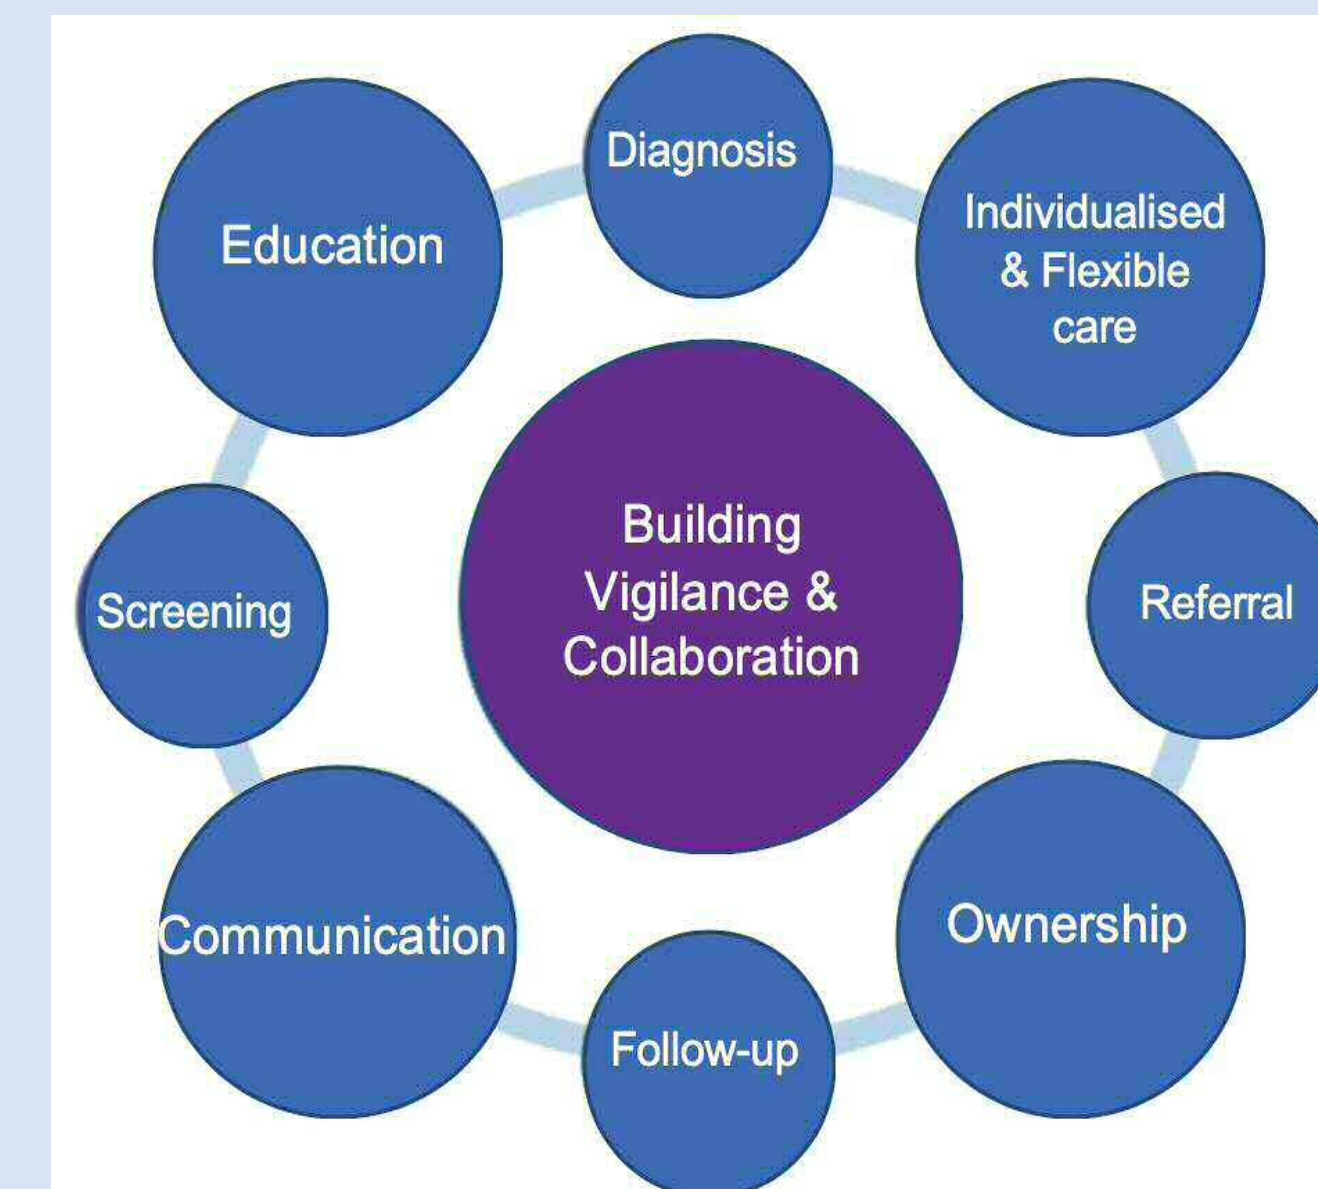 Diagnosis
Education
Individualised
& Flexible
care
Building
Vigilance &
Collaboration
Screening
Referral
Communication
Ownership
Follow-up